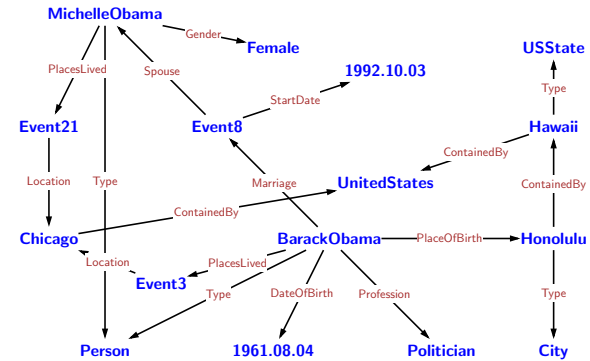 MichelleObama
Gender
Female
USState
PlacesLived
Spouse
1992.10.03
StartDate
Type
Event21
Event8
Hawaii
ContainedBy
Location
Type
Marriage
UnitedStates
ContainedBy
ContainedBy
Chicago
BarackObama
PlaceOfBirth
Honolulu
Location
PlacesLived
Event3
Type
DateOfBirth
Profession
Type
Person
1961.08.04
Politician
City